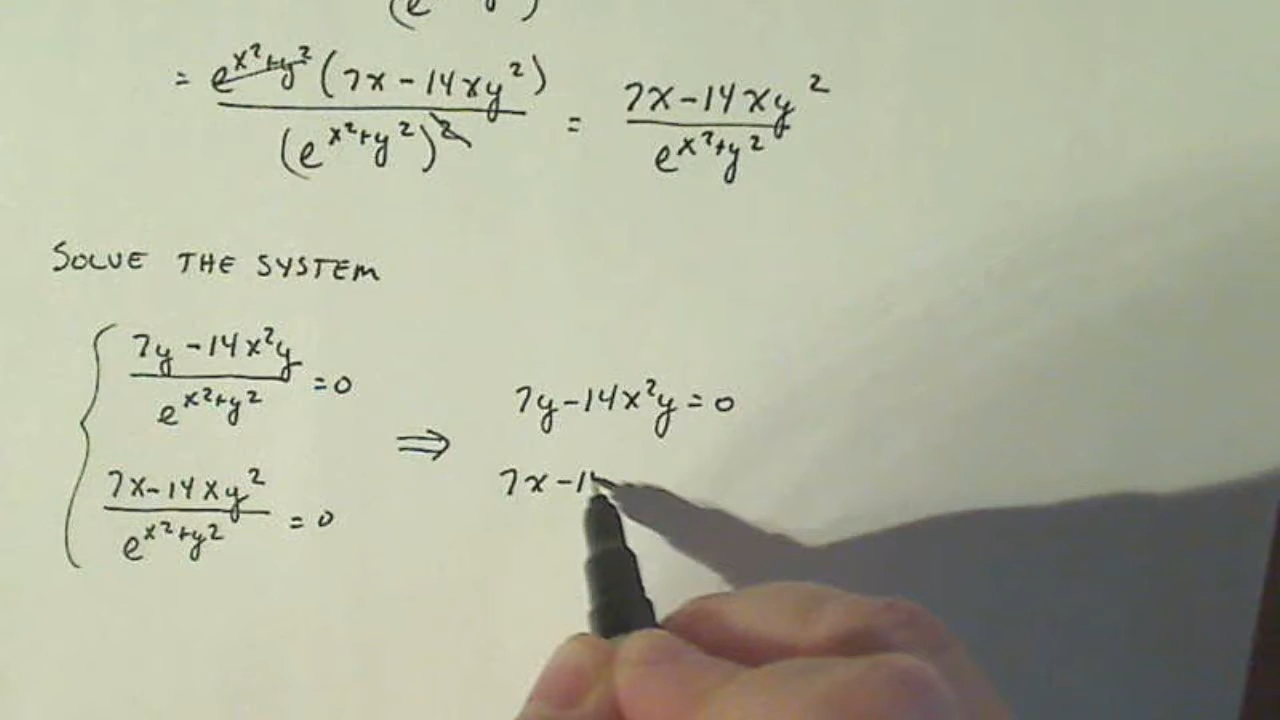 (e y )
= e^{x²+y²} (7x - 14xy²) / (e^{x²+y²})² = 7x - 14xy² / e^{x²+y²}
SOLVE THE SYSTEM
{ 7y - 14x²y / e^{x²+y²} = 0
⇒ 7y - 14x²y = 0
7x - 14xy² / e^{x²+y²} = 0
7x - 14